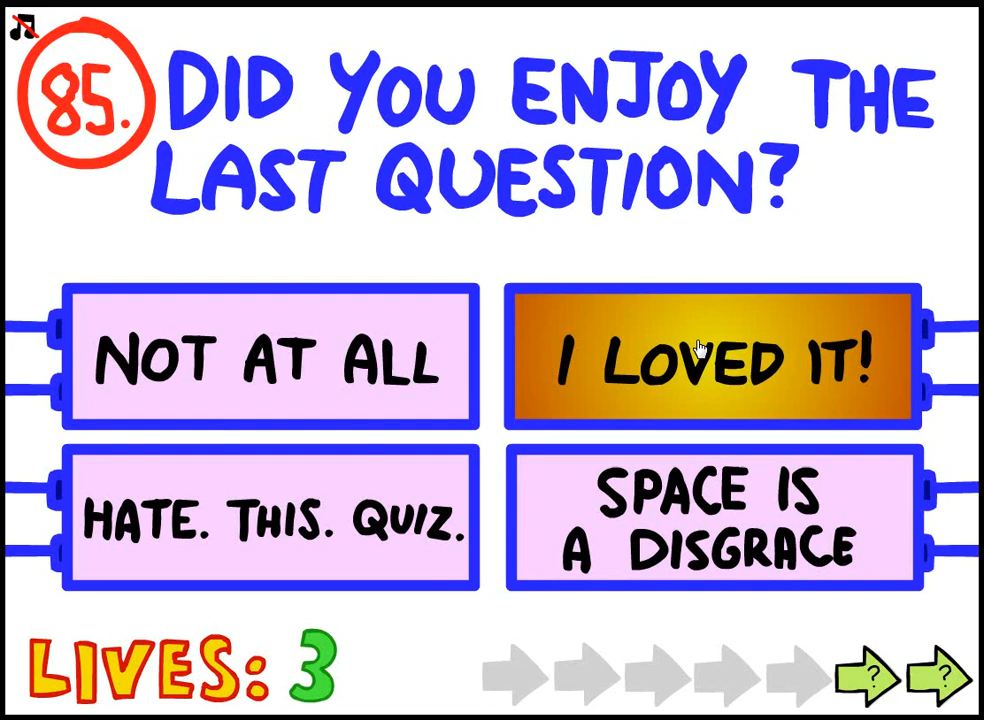 85. DID YOU ENJOY THE
LAST QUESTION?
NOT AT ALL
I LOVED IT!
HATE. THIS. QUIZ.
SPACE IS
A DISGRACE
LIVES: 3
? ?